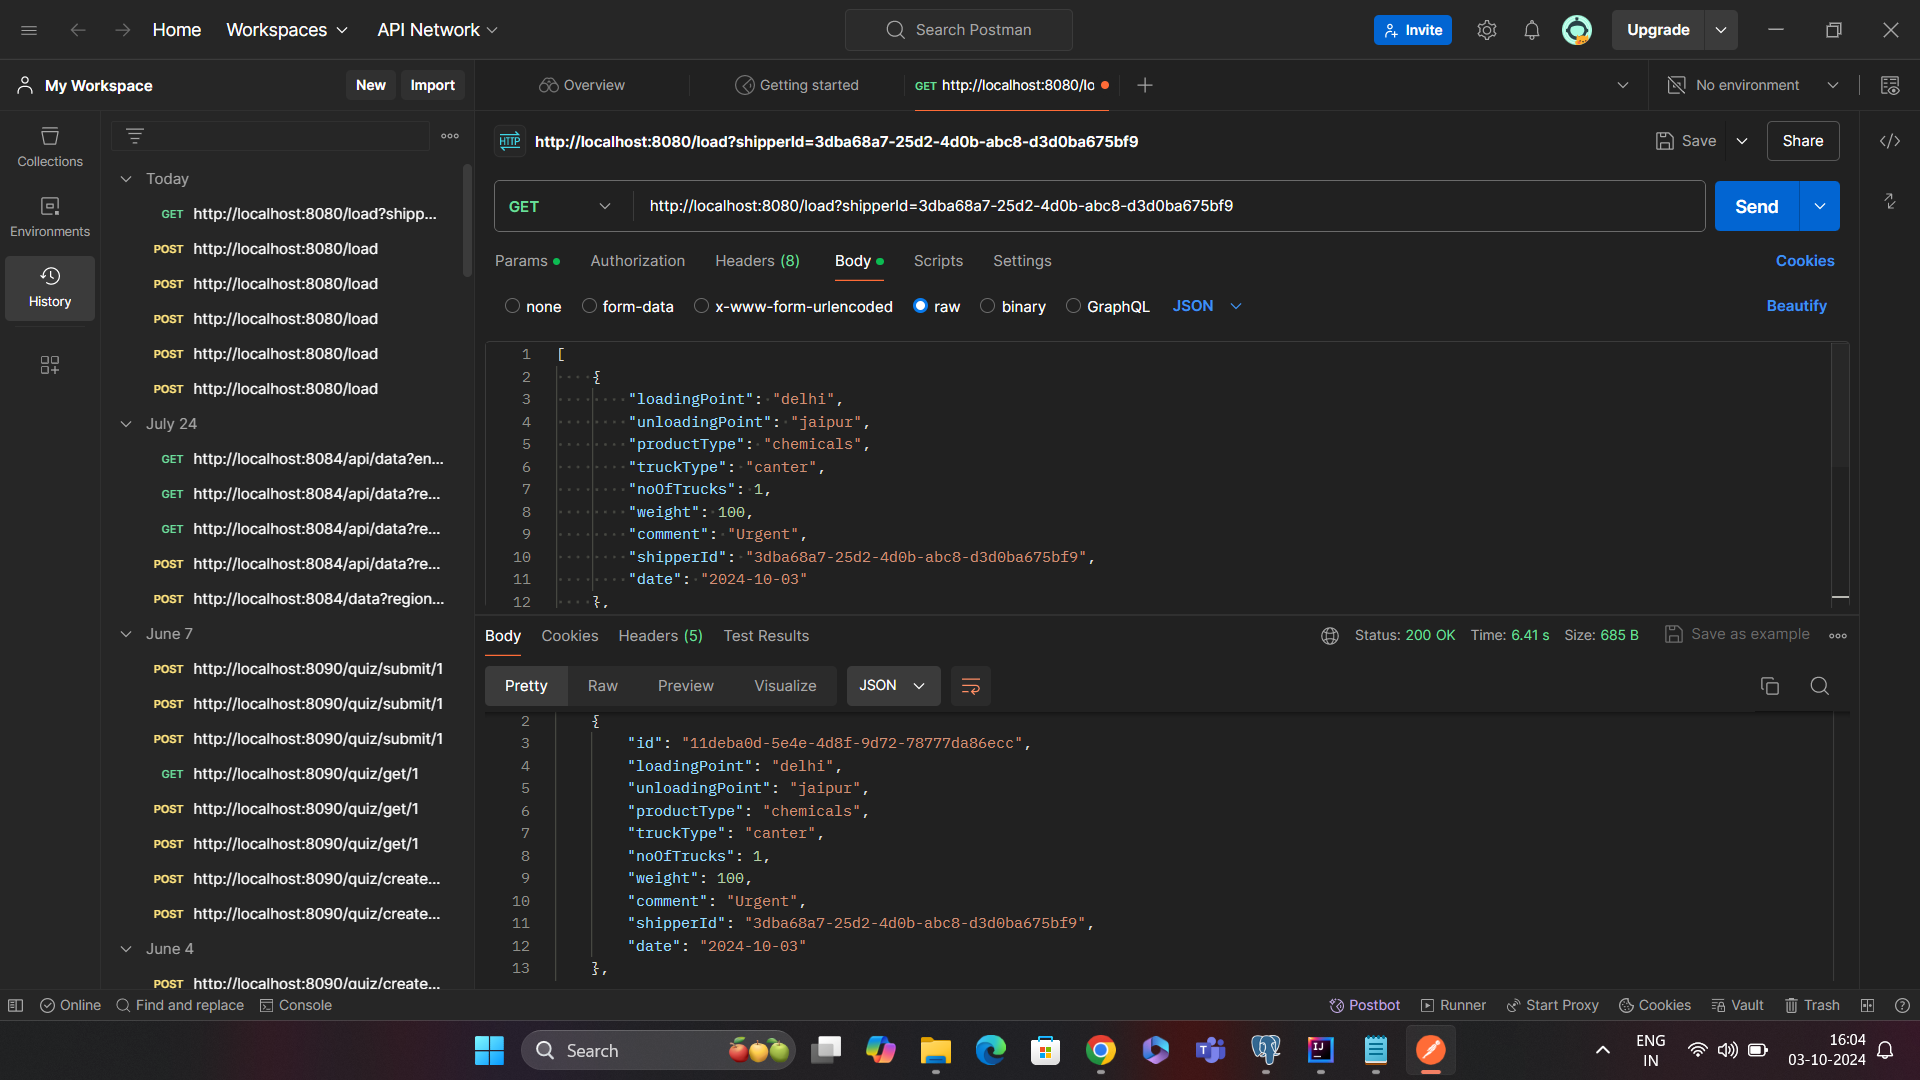 Home
Workspaces
API Network
Search Postman
Invite
Upgrade
My Workspace
New
Import
Overview
Getting started
GET http://localhost:8080/lo
No environment
Collections
Environments
History
Today
GET http://localhost:8080/load?shipp...
POST http://localhost:8080/load
POST http://localhost:8080/load
POST http://localhost:8080/load
POST http://localhost:8080/load
POST http://localhost:8080/load
July 24
GET http://localhost:8084/api/data?en...
GET http://localhost:8084/api/data?re...
GET http://localhost:8084/api/data?re...
POST http://localhost:8084/api/data?re...
POST http://localhost:8084/data?region...
June 7
POST http://localhost:8090/quiz/submit/1
POST http://localhost:8090/quiz/submit/1
POST http://localhost:8090/quiz/submit/1
GET http://localhost:8090/quiz/get/1
POST http://localhost:8090/quiz/get/1
POST http://localhost:8090/quiz/get/1
POST http://localhost:8090/quiz/create...
POST http://localhost:8090/quiz/create...
June 4
POST http://localhost:8090/quiz/create...
HTTP http://localhost:8080/load?shipperId=3dba68a7-25d2-4d0b-abc8-d3d0ba675bf9
Save
Share
GET
http://localhost:8080/load?shipperId=3dba68a7-25d2-4d0b-abc8-d3d0ba675bf9
Send
Params
Authorization
Headers (8)
Body
Scripts
Settings
Cookies
none
form-data
x-www-form-urlencoded
raw
binary
GraphQL
JSON
Beautify
1 [
2 {
3 "loadingPoint": "delhi",
4 "unloadingPoint": "jaipur",
5 "productType": "chemicals",
6 "truckType": "canter",
7 "noOfTrucks": 1,
8 "weight": 100,
9 "comment": "Urgent",
10 "shipperId": "3dba68a7-25d2-4d0b-abc8-d3d0ba675bf9",
11 "date": "2024-10-03"
12 },
Body
Cookies
Headers (5)
Test Results
Status: 200 OK
Time: 6.41 s
Size: 685 B
Save as example
Pretty
Raw
Preview
Visualize
JSON
2 {
3 "id": "11deba0d-5e4e-4d8f-9d72-78777da86ecc",
4 "loadingPoint": "delhi",
5 "unloadingPoint": "jaipur",
6 "productType": "chemicals",
7 "truckType": "canter",
8 "noOfTrucks": 1,
9 "weight": 100,
10 "comment": "Urgent",
11 "shipperId": "3dba68a7-25d2-4d0b-abc8-d3d0ba675bf9",
12 "date": "2024-10-03"
13 },
Online
Find and replace
Console
Postbot
Runner
Start Proxy
Cookies
Vault
Trash
Search
ENG
IN
16:04
03-10-2024